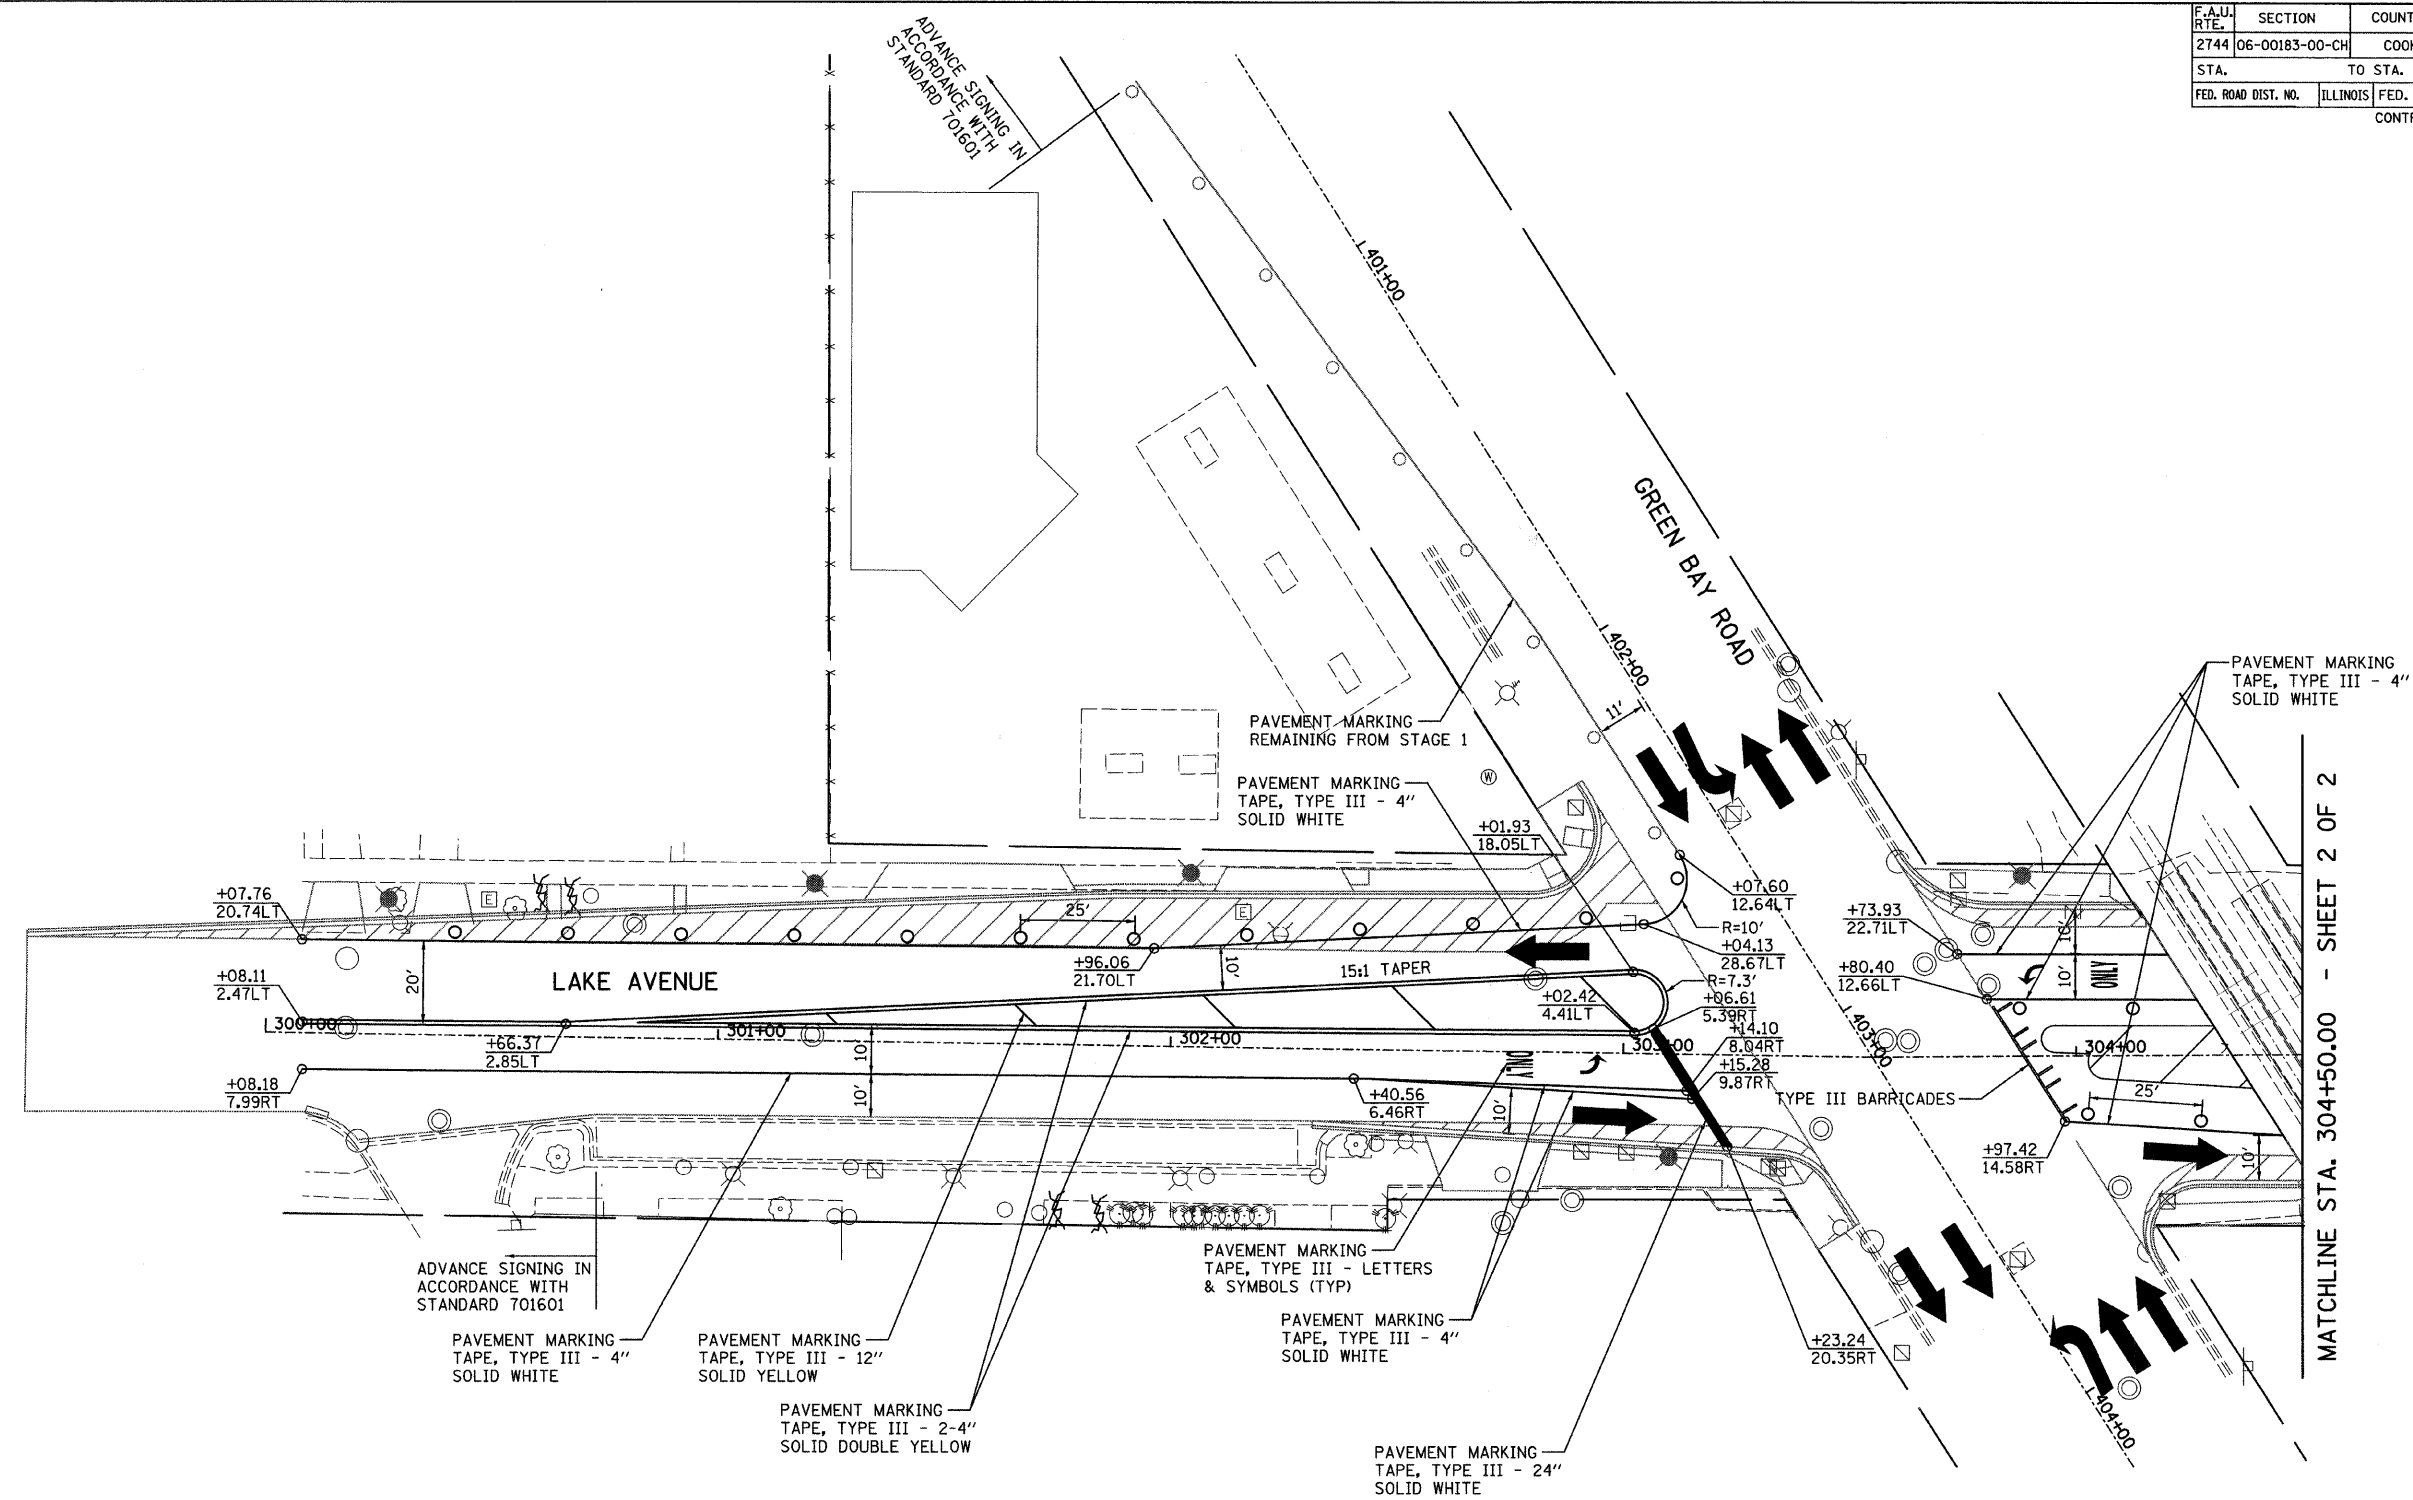 F.A.U. RTE.
SECTION
COUNT
2744
06-00183-00-CH
COOK
STA.
TO STA.
FED. ROAD DIST. NO.
ILLINOIS
FED.
CONTR
ADVANCE SIGNING IN
ACCORDANCE WITH
STANDARD 701601
401+00
GREEN BAY ROAD
402+00
11'
PAVEMENT MARKING
REMAINING FROM STAGE 1
PAVEMENT MARKING
TAPE, TYPE III - 4"
SOLID WHITE
PAVEMENT MARKING
TAPE, TYPE III - 4"
SOLID WHITE
W
+01.93
18.05LT
+07.60
12.64LT
R=10'
+04.13
28.67LT
+73.93
22.71LT
+80.40
12.66LT
10'
10'
ONLY
+07.76
20.74LT
E
E
25'
+96.06
21.70LT
10'
15:1 TAPER
R=7.3'
+02.42
4.41LT
+06.61
5.39RT
+14.10
8.04RT
+15.28
9.87RT
LAKE AVENUE
20'
+08.11
2.47LT
300+00
+66.37
2.85LT
301+00
302+00
303+00
403+00
304+00
10'
10'
ONLY
+08.18
7.99RT
+40.56
6.46RT
10'
TYPE III BARRICADES
25'
+97.42
14.58RT
10'
ADVANCE SIGNING IN
ACCORDANCE WITH
STANDARD 701601
PAVEMENT MARKING
TAPE, TYPE III - 4"
SOLID WHITE
PAVEMENT MARKING
TAPE, TYPE III - 12"
SOLID YELLOW
PAVEMENT MARKING
TAPE, TYPE III - 2-4"
SOLID DOUBLE YELLOW
PAVEMENT MARKING
TAPE, TYPE III - LETTERS
& SYMBOLS (TYP)
PAVEMENT MARKING
TAPE, TYPE III - 4"
SOLID WHITE
PAVEMENT MARKING
TAPE, TYPE III - 24"
SOLID WHITE
+23.24
20.35RT
404+00
MATCHLINE STA. 304+50.00 - SHEET 2 OF 2